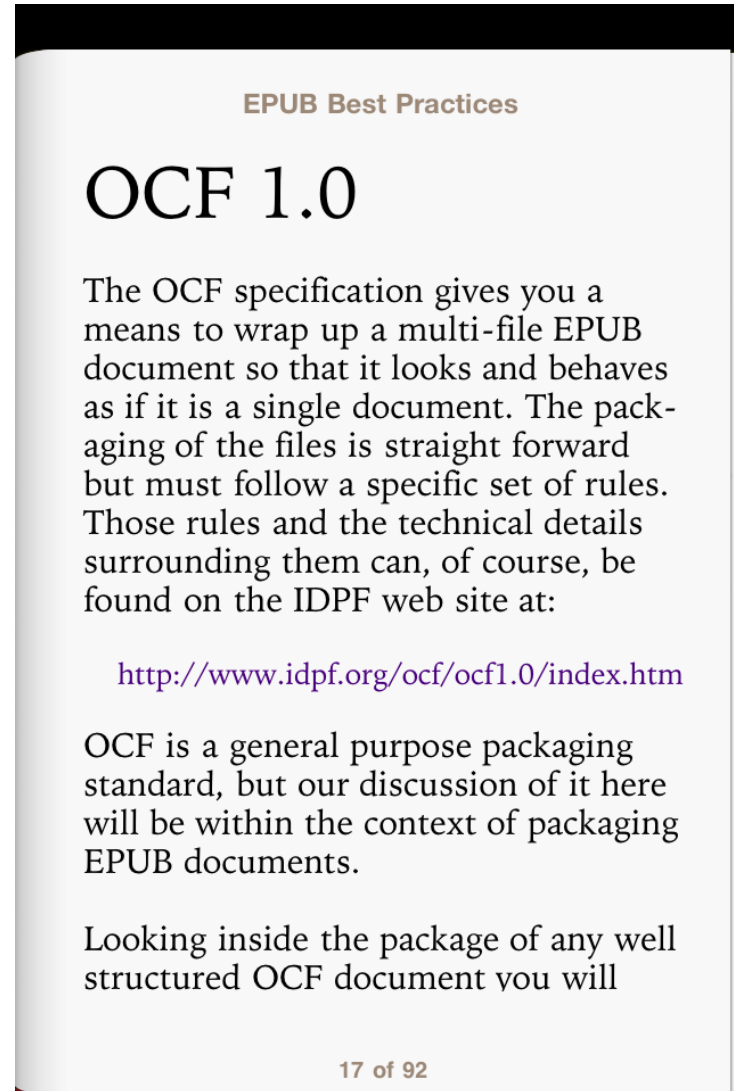 EPUB Best Practices
OCF 1.0
The OCF specification gives you a
means to wrap up a multi-file EPUB
document so that it looks and behaves
as if it is a single document. The pack-
aging of the files is straight forward
but must follow a specific set of rules.
Those rules and the technical details
surrounding them can, of course, be
found on the IDPF web site at:
http://www.idpf.org/ocf/ocf1.0/index.htm
OCF is a general purpose packaging
standard, but our discussion of it here
will be within the context of packaging
EPUB documents.
Looking inside the package of any well
structured OCF document you will
17 of 92